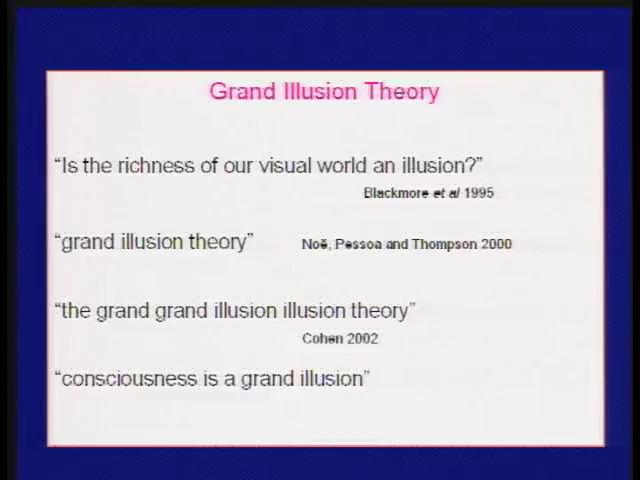 Grand Illusion Theory
“Is the richness of our visual world an illusion?”
Blackmore et al 1995
“grand illusion theory” Noë, Pessoa and Thompson 2000
“the grand grand illusion illusion theory”
Cohen 2002
“consciousness is a grand illusion”